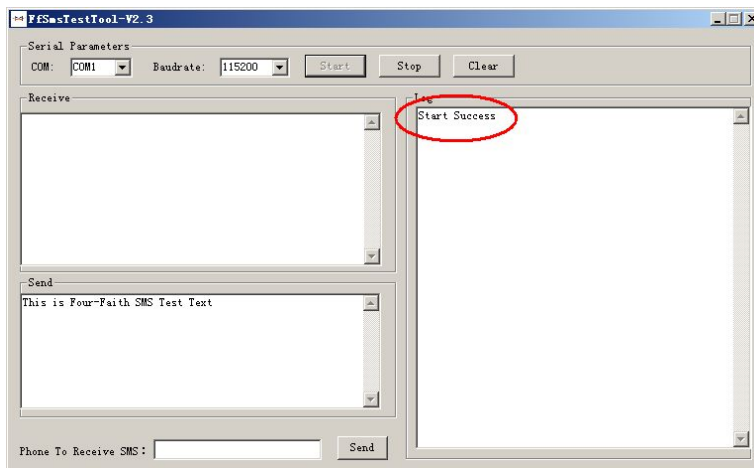 FfSmsTestTool-V2.3
Serial Parameters
COM: COM1 Baudrate: 115200 Start Stop Clear
Receive
Log
Start Success
Send
This is Four-Faith SMS Test Text
Phone To Receive SMS: Send